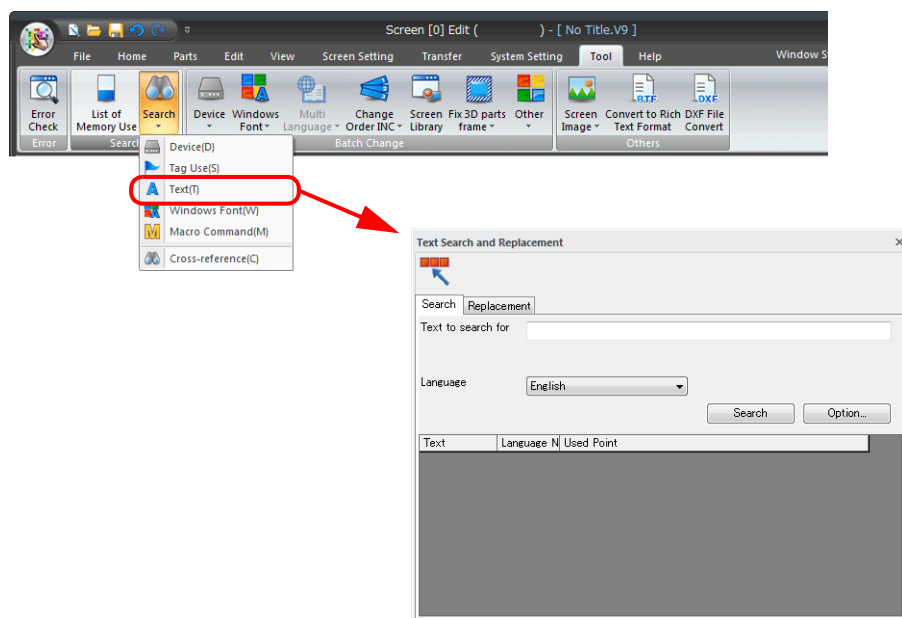 Screen [0] Edit ( ) - [ No Title.V9 ]
File Home Parts Edit View Screen Setting Transfer System Setting Tool Help Window S
Error Check
List of Memory Use
Search
Device
Windows Font
Multi Language
Change Order INC
Screen Library
Fix 3D parts frame
Other
Screen Image
Convert to Rich Text Format
DXF File Convert
R.T.F.
.DXF
Error
Searc
Batch Change
Others
Device(D)
Tag Use(S)
Text(T)
Windows Font(W)
Macro Command(M)
Cross-reference(C)
Text Search and Replacement
Search Replacement
Text to search for
Language English
Search Option...
Text Language N Used Point